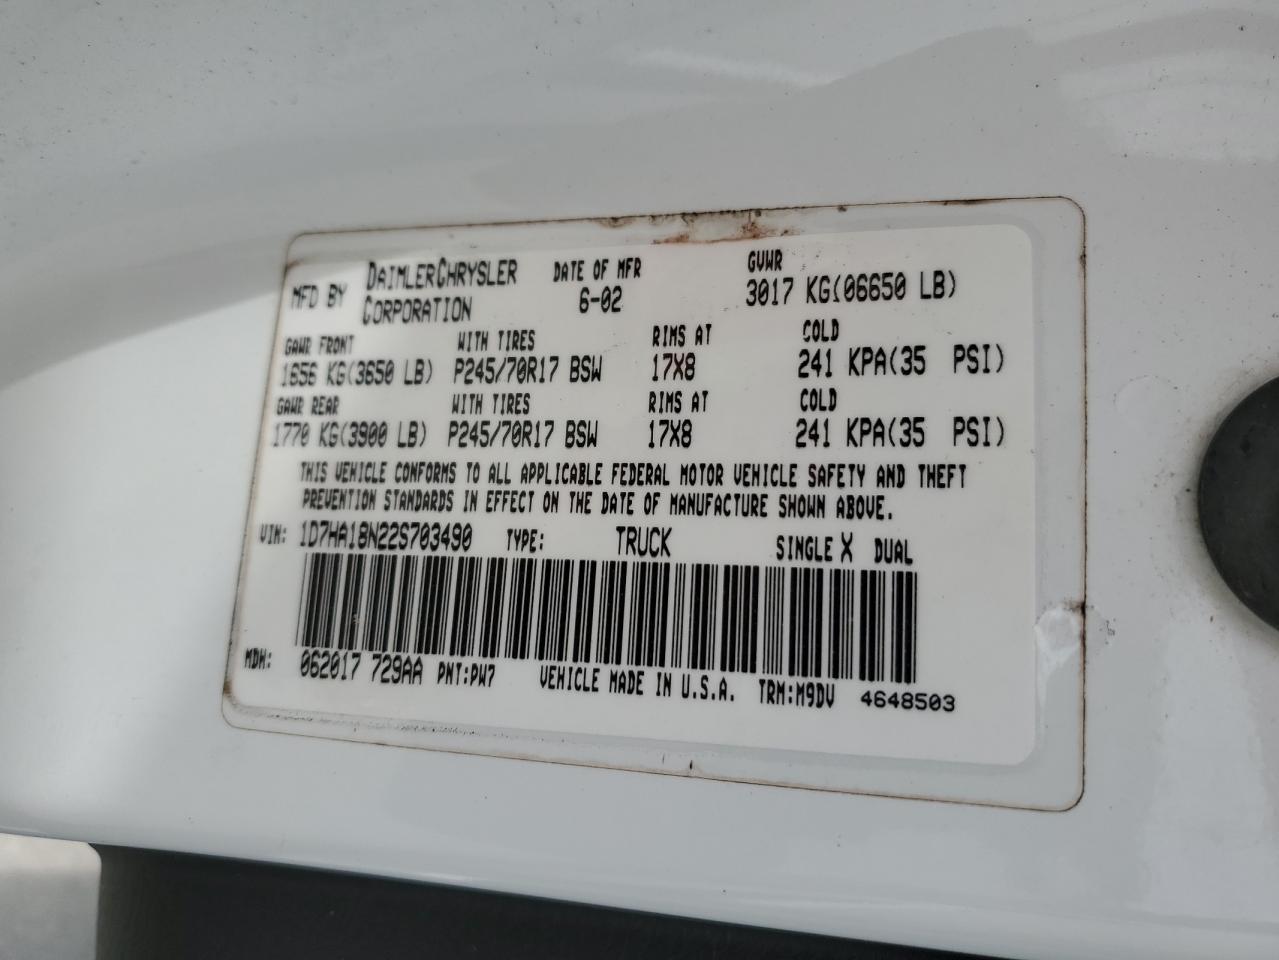 MFD BY DAIMLERCHRYSLER CORPORATION DATE OF MFR 6-02 GVWR 3017 KG(06650 LB)
GAWR FRONT WITH TIRES RIMS AT COLD
1656 KG(3650 LB) P245/70R17 BSW 17X8 241 KPA(35 PSI)
GAWR REAR WITH TIRES RIMS AT COLD
1770 KG(3900 LB) P245/70R17 BSW 17X8 241 KPA(35 PSI)
THIS VEHICLE CONFORMS TO ALL APPLICABLE FEDERAL MOTOR VEHICLE SAFETY AND THEFT
PREVENTION STANDARDS IN EFFECT ON THE DATE OF MANUFACTURE SHOWN ABOVE.
VIN: 1D7HA18N22S703490 TYPE: TRUCK SINGLE X DUAL
MDH: 062017 729AA PNT:PW7 VEHICLE MADE IN U.S.A. TRM:M9DV 4648503